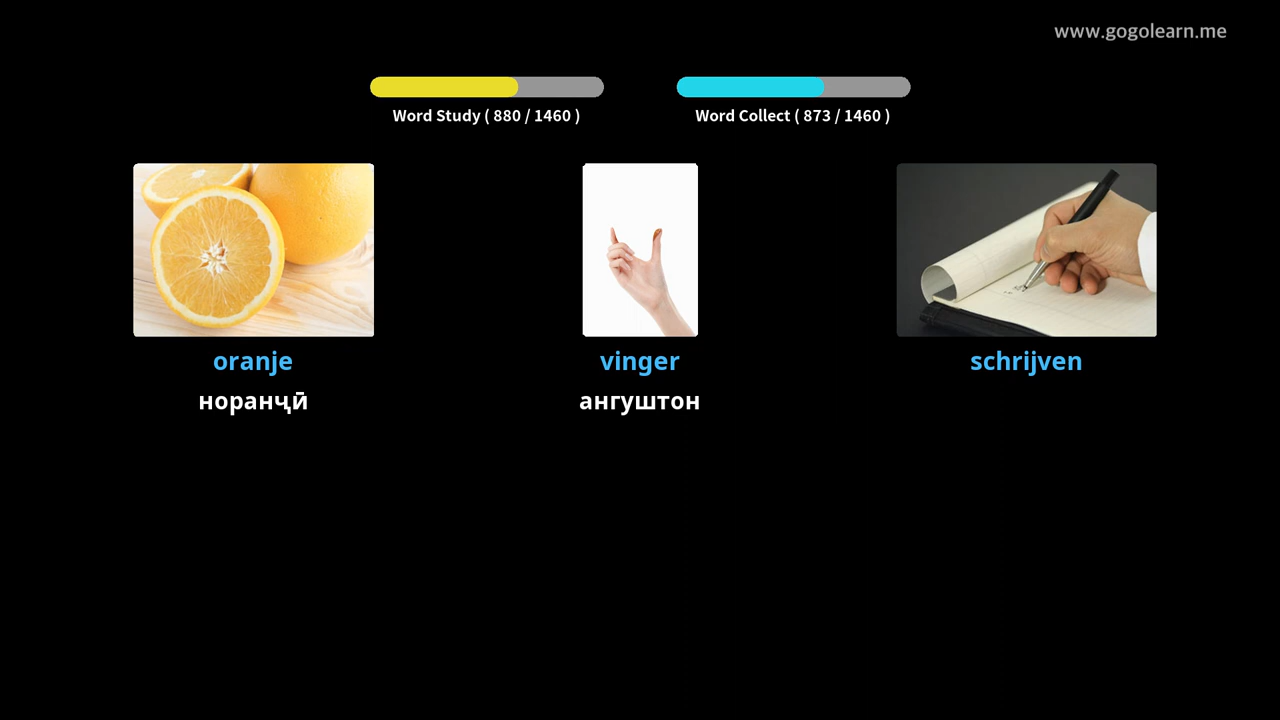 www.gogolearn.me
Word Study ( 880 / 1460 )
Word Collect ( 873 / 1460 )
oranje
vinger
schrijven
норанҷӣ
ангуштон